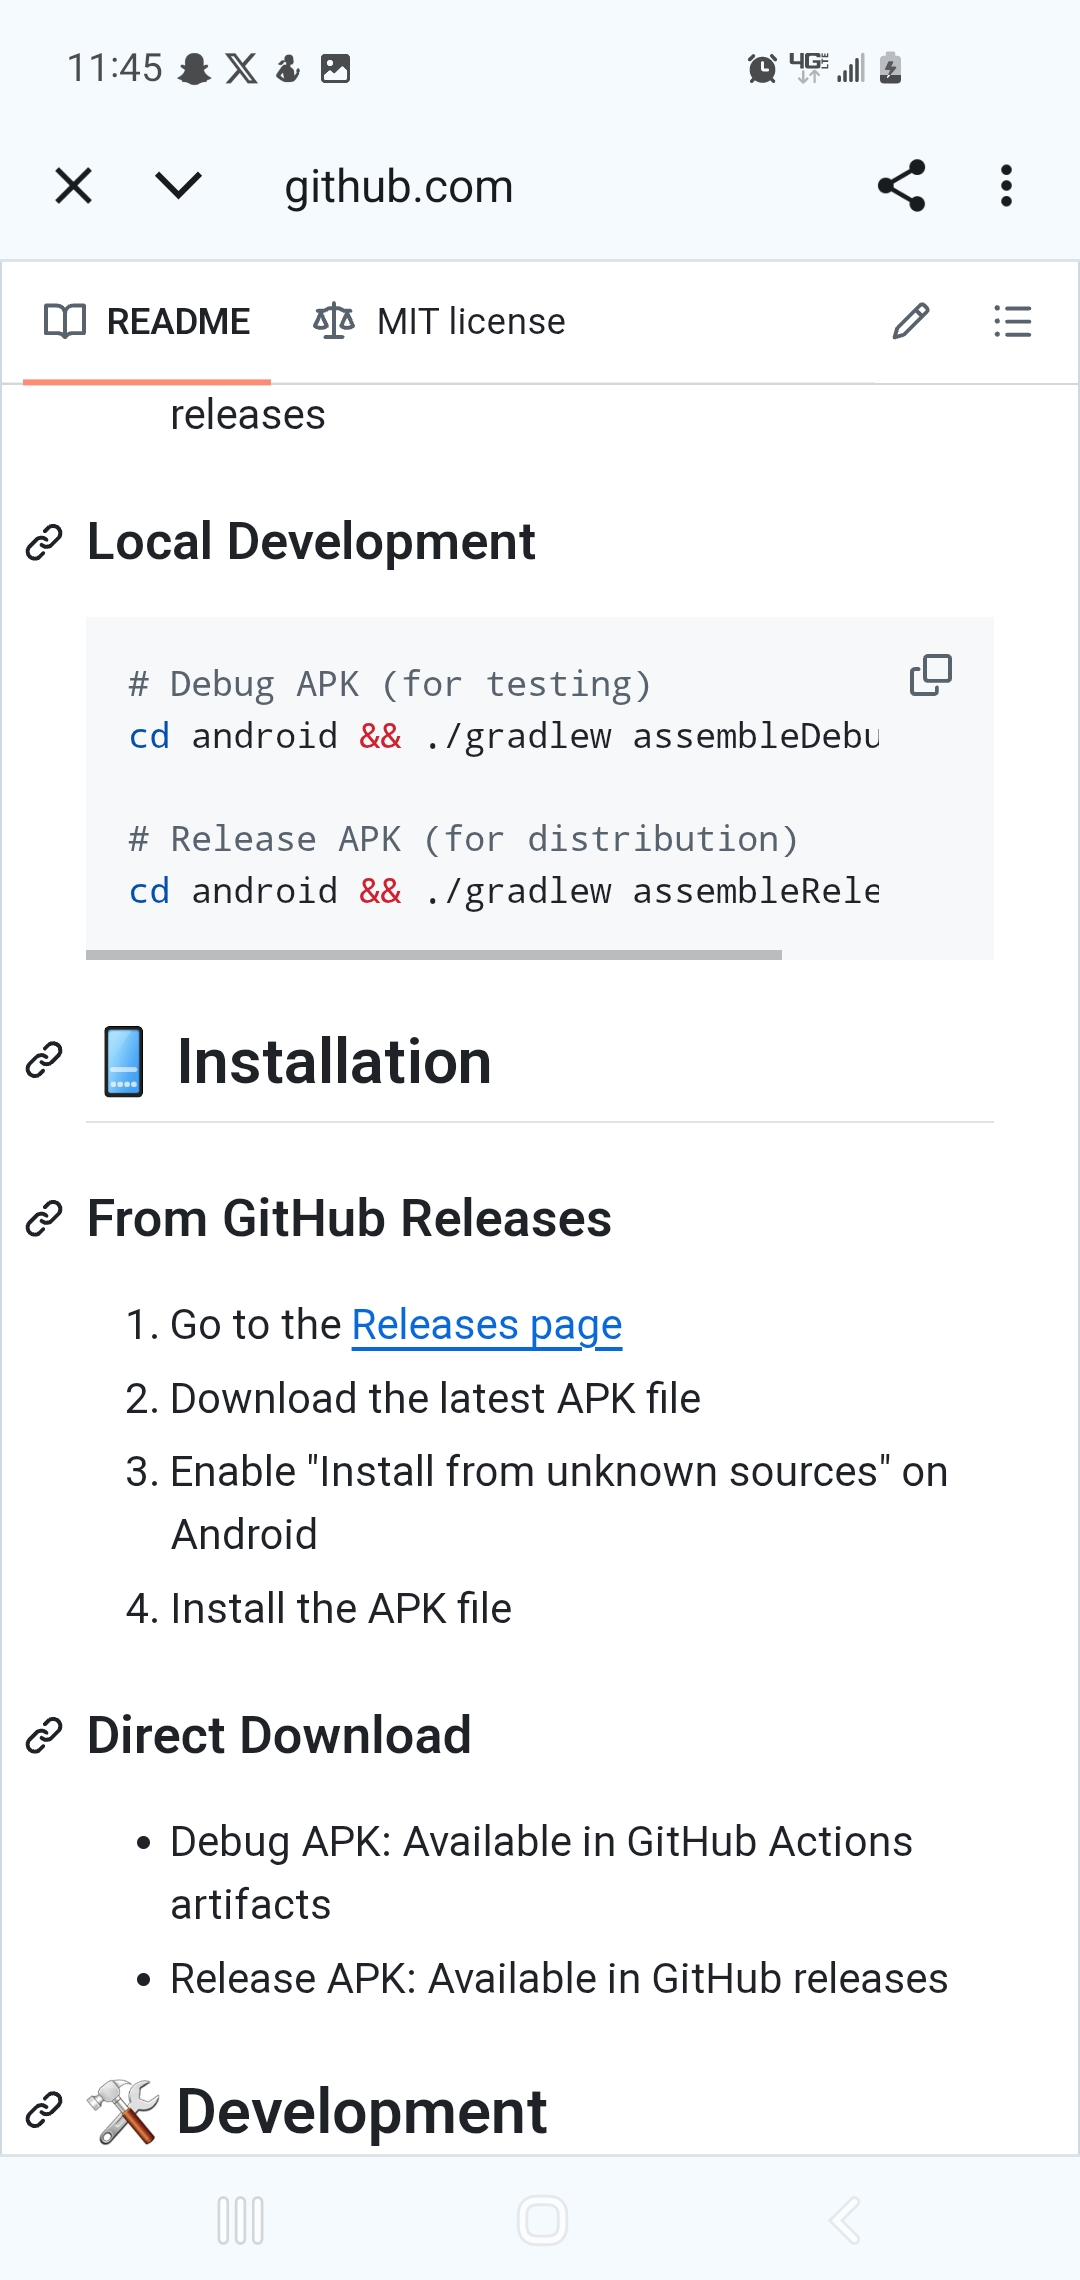 11:45
4G LTE
github.com
README MIT license
releases
Local Development
# Debug APK (for testing)
cd android && ./gradlew assembleDebu
# Release APK (for distribution)
cd android && ./gradlew assembleRele
Installation
From GitHub Releases
1. Go to the Releases page
2. Download the latest APK file
3. Enable "Install from unknown sources" on
Android
4. Install the APK file
Direct Download
• Debug APK: Available in GitHub Actions
artifacts
• Release APK: Available in GitHub releases
Development